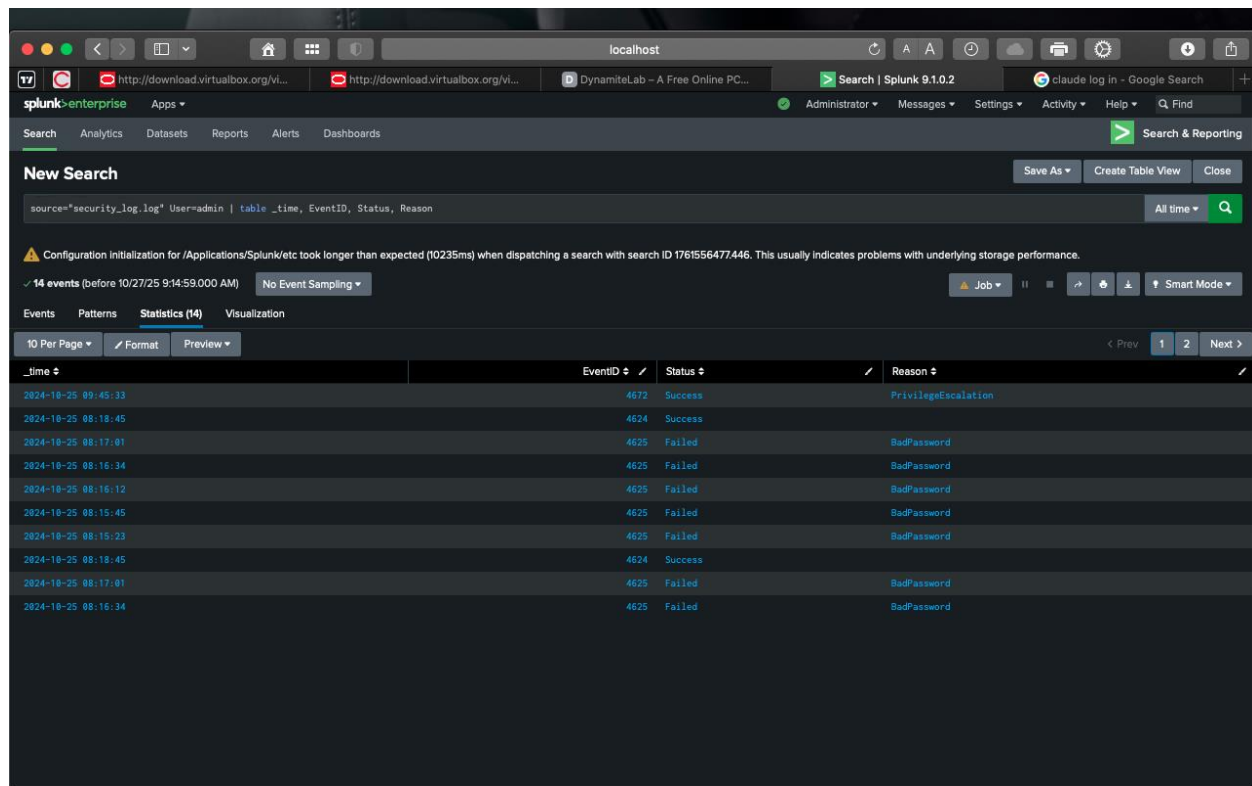 localhost
A A
17
http://download.virtualbox.org/vi...
http://download.virtualbox.org/vi...
D DynamiteLab – A Free Online PC...
Search | Splunk 9.1.0.2
claude log in - Google Search
splunk>enterprise Apps
Administrator Messages Settings Activity Help Find
Search Analytics Datasets Reports Alerts Dashboards
Search & Reporting
New Search
Save As Create Table View Close
source="security_log.log" User=admin | table _time, EventID, Status, Reason
All time
Configuration initialization for /Applications/Splunk/etc took longer than expected (10235ms) when dispatching a search with search ID 1761556477.446. This usually indicates problems with underlying storage performance.
14 events (before 10/27/25 9:14:59.000 AM) No Event Sampling
Job Smart Mode
Events Patterns Statistics (14) Visualization
10 Per Page Format Preview
< Prev 1 2 Next >
_time EventID Status Reason
2024-10-25 09:45:33 4672 Success PrivilegeEscalation
2024-10-25 08:18:45 4624 Success
2024-10-25 08:17:01 4625 Failed BadPassword
2024-10-25 08:16:34 4625 Failed BadPassword
2024-10-25 08:16:12 4625 Failed BadPassword
2024-10-25 08:15:45 4625 Failed BadPassword
2024-10-25 08:15:23 4625 Failed BadPassword
2024-10-25 08:18:45 4624 Success
2024-10-25 08:17:01 4625 Failed BadPassword
2024-10-25 08:16:34 4625 Failed BadPassword